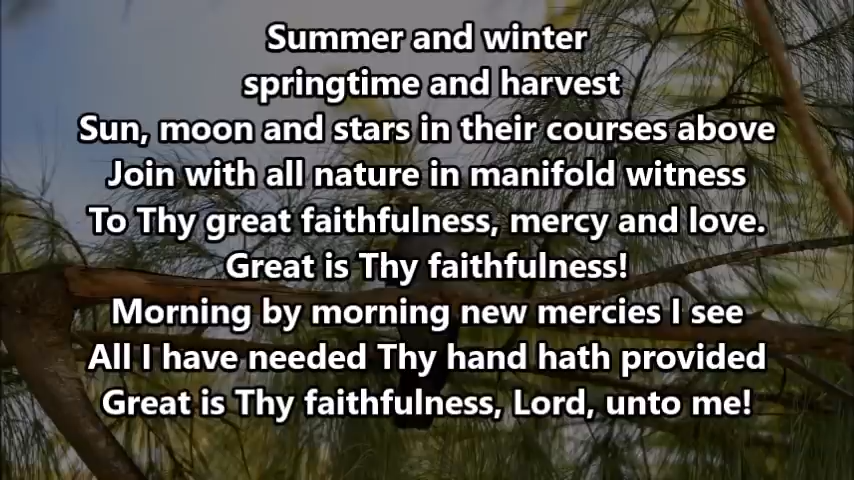 Summer and winter
springtime and harvest
Sun, moon and stars in their courses above
Join with all nature in manifold witness
To Thy great faithfulness, mercy and love.
Great is Thy faithfulness!
Morning by morning new mercies I see
All I have needed Thy hand hath provided
Great is Thy faithfulness, Lord, unto me!